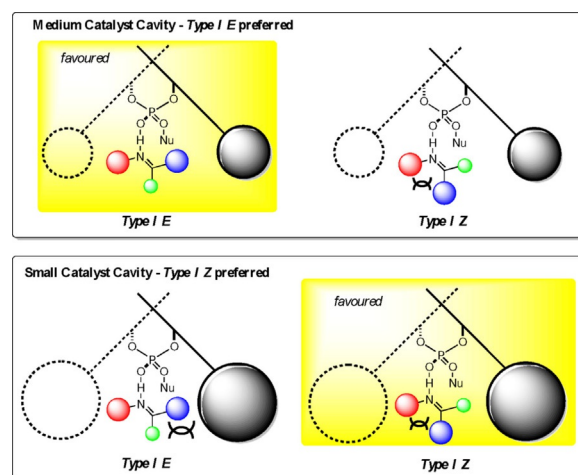 Medium Catalyst Cavity - Type I E preferred
favoured
O P O
O O
H Nu
N
Type I E
O P O
O O
H Nu
N
Type I Z
Small Catalyst Cavity - Type I Z preferred
O P O
O O
H Nu
N
Type I E
favoured
O P O
O O
H Nu
N
Type I Z